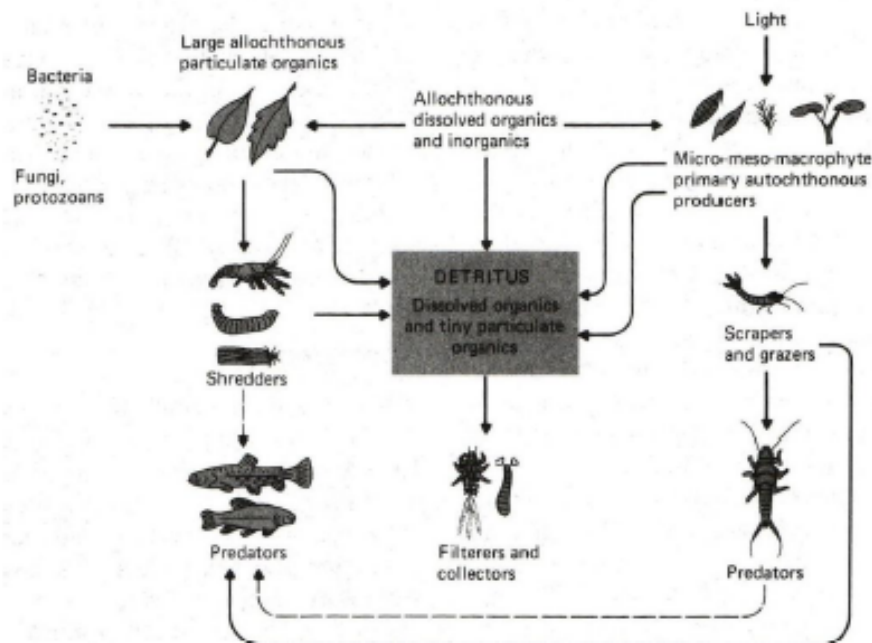 Light
Large allochthonous
particulate organics
Bacteria
Allochthonous
dissolved organics
and inorganics
Fungi,
protozoans
Micro-meso-macrophyte
primary autochthonous
producers
DETRITUS
Dissolved organics
and tiny particulate
organics
Scrapers
and grazers
Shredders
Predators
Filterers and
collectors
Predators